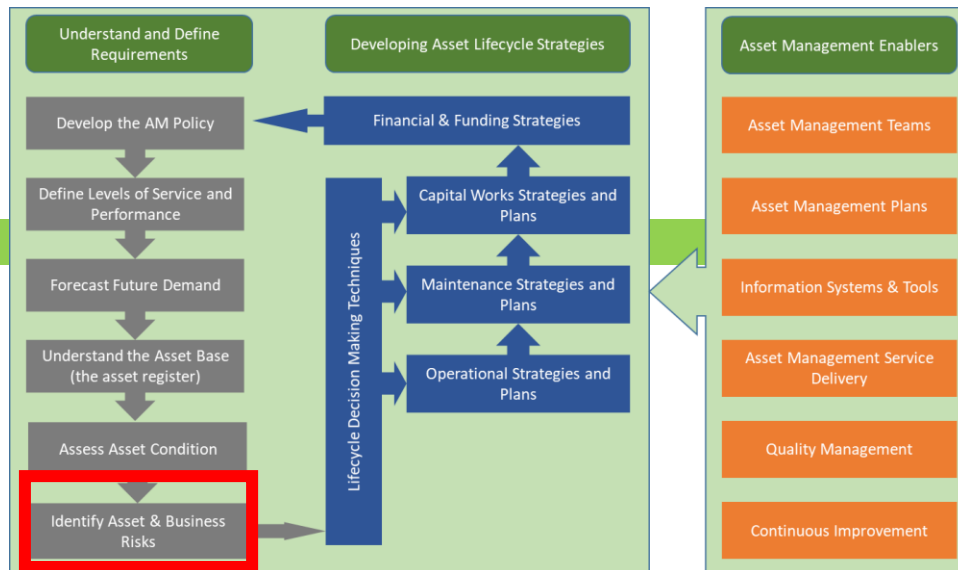 Understand and Define
Requirements
Develop the AM Policy
Define Levels of Service and
Performance
Forecast Future Demand
Understand the Asset Base
(the asset register)
Assess Asset Condition
Identify Asset & Business
Risks
Developing Asset Lifecycle Strategies
Financial & Funding Strategies
Lifecycle Decision Making Techniques
Capital Works Strategies and
Plans
Maintenance Strategies and
Plans
Operational Strategies and
Plans
Asset Management Enablers
Asset Management Teams
Asset Management Plans
Information Systems & Tools
Asset Management Service
Delivery
Quality Management
Continuous Improvement